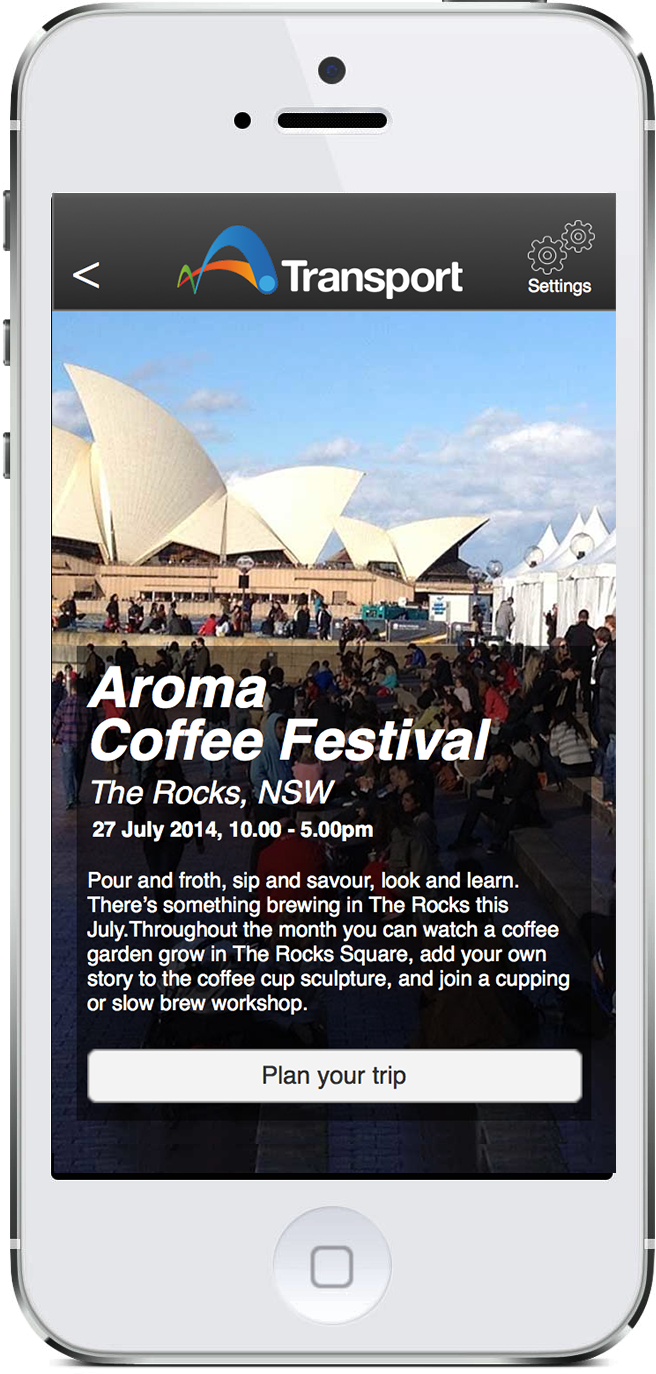 <
Transport
Settings
Aroma
Coffee Festival
The Rocks, NSW
27 July 2014, 10.00 - 5.00pm
Pour and froth, sip and savour, look and learn.
There's something brewing in The Rocks this
July.Throughout the month you can watch a coffee
garden grow in The Rocks Square, add your own
story to the coffee cup sculpture, and join a cupping
or slow brew workshop.
Plan your trip